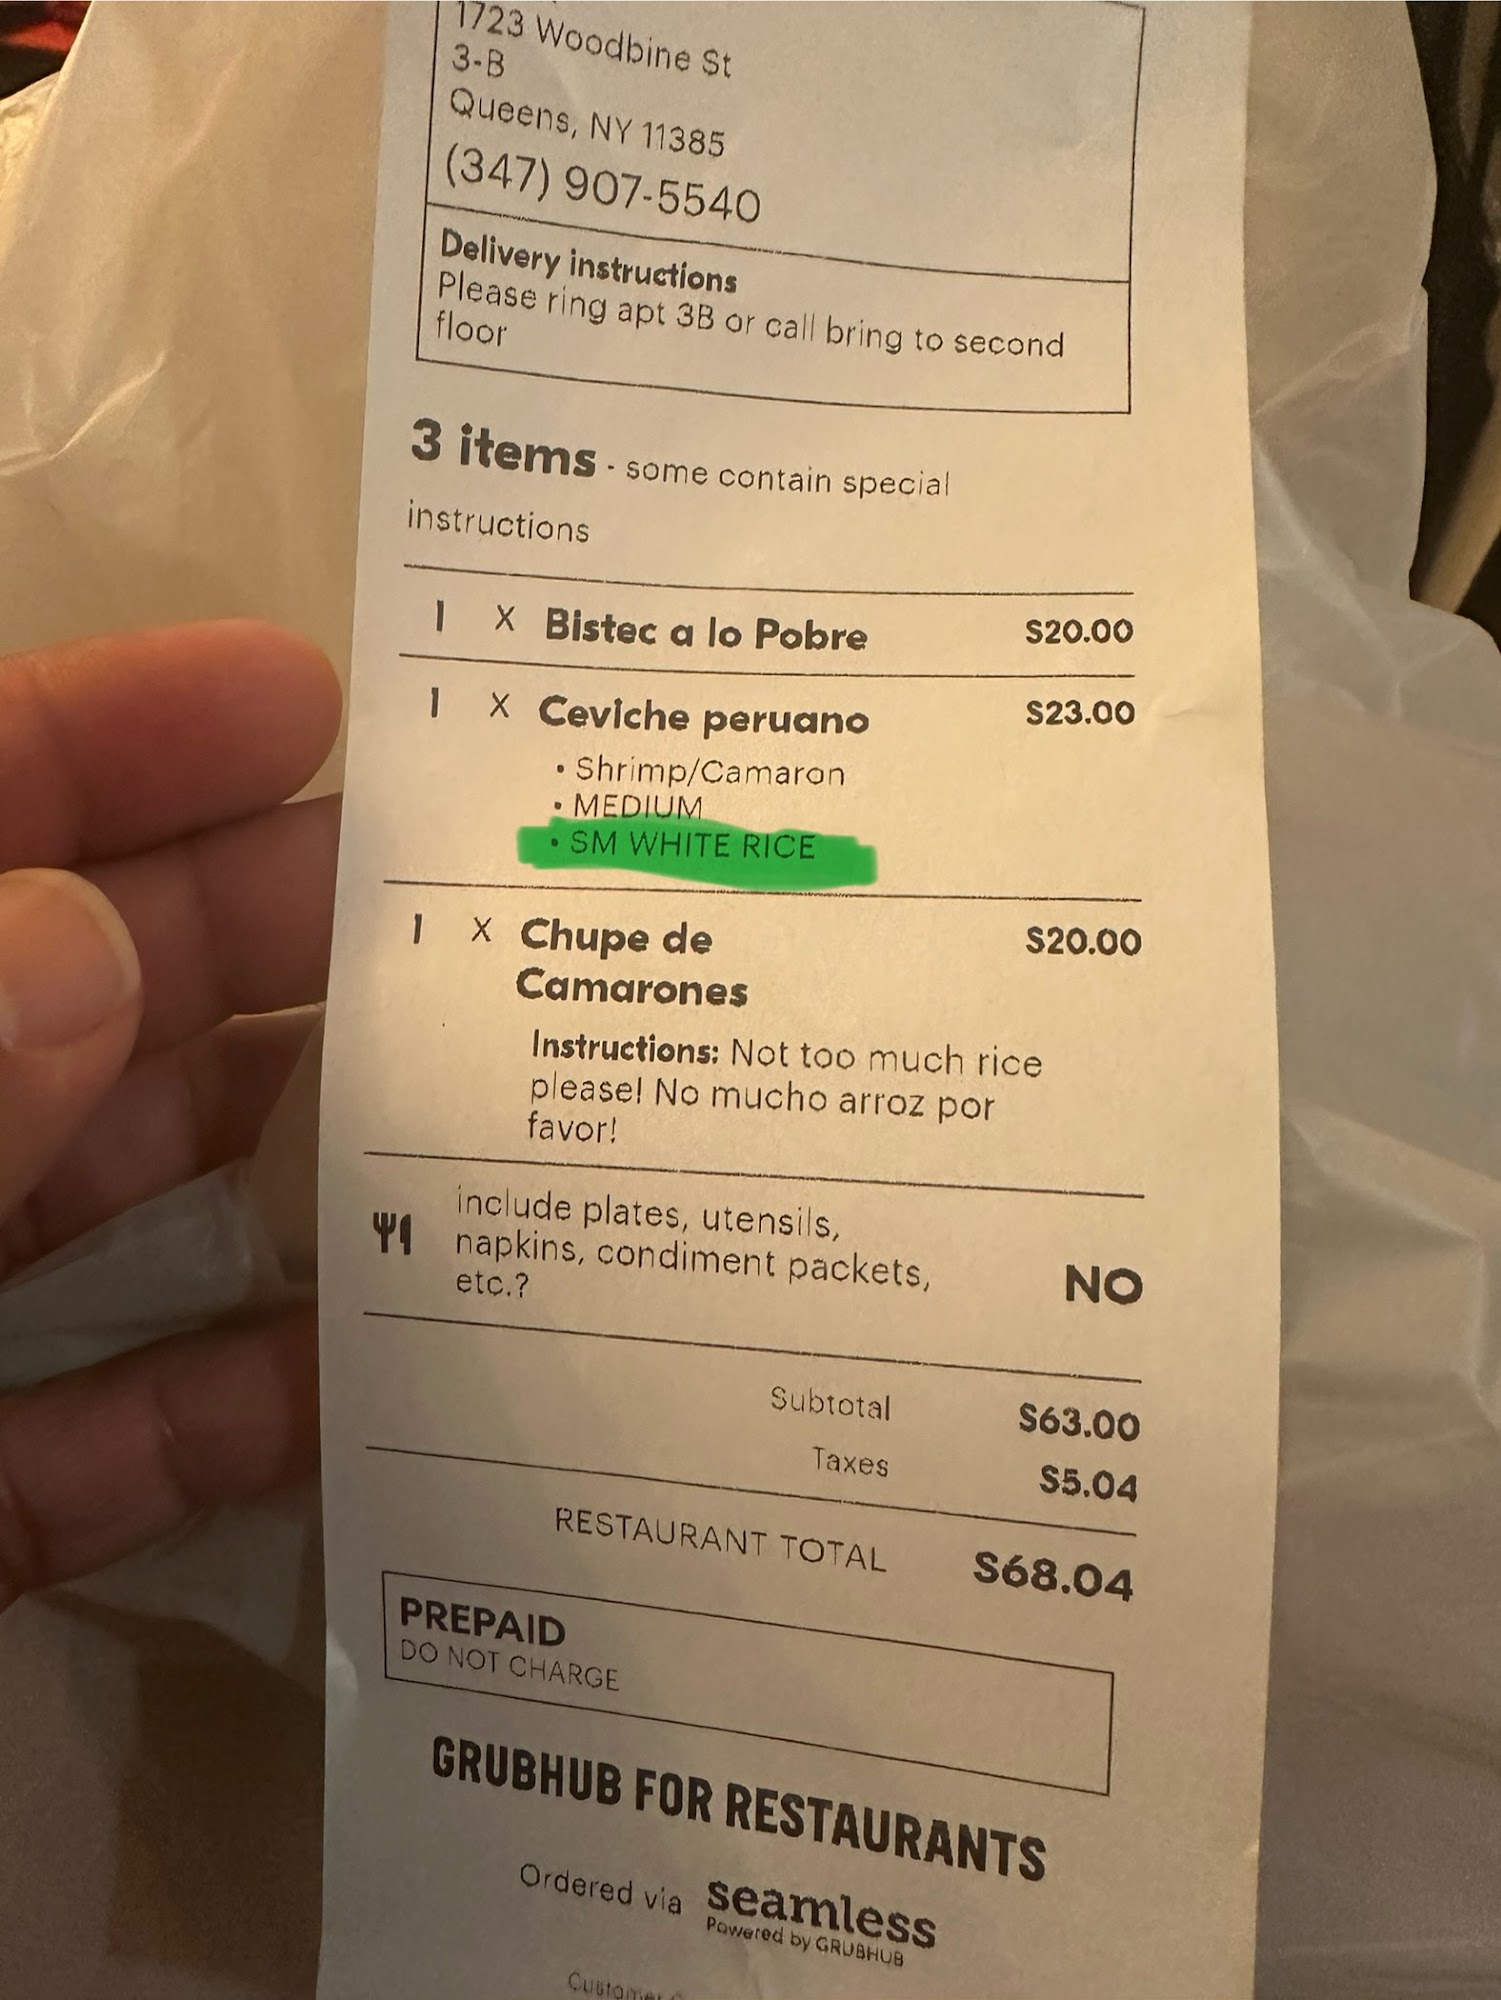 1723 Woodbine St
3-B
Queens, NY 11385
(347) 907-5540
Delivery instructions
Please ring apt 3B or call bring to second
floor
3 items - some contain special
instructions
1 X Bistec a lo Pobre $20.00
1 X Ceviche peruano $23.00
• Shrimp/Camaron
• MEDIUM
• SM WHITE RICE
1 X Chupe de $20.00
Camarones
Instructions: Not too much rice
please! No mucho arroz por
favor!
include plates, utensils,
napkins, condiment packets, NO
etc.?
Subtotal $63.00
Taxes $5.04
RESTAURANT TOTAL $68.04
PREPAID
DO NOT CHARGE
GRUBHUB FOR RESTAURANTS
Ordered via seamless
Powered by GRUBHUB
Customer